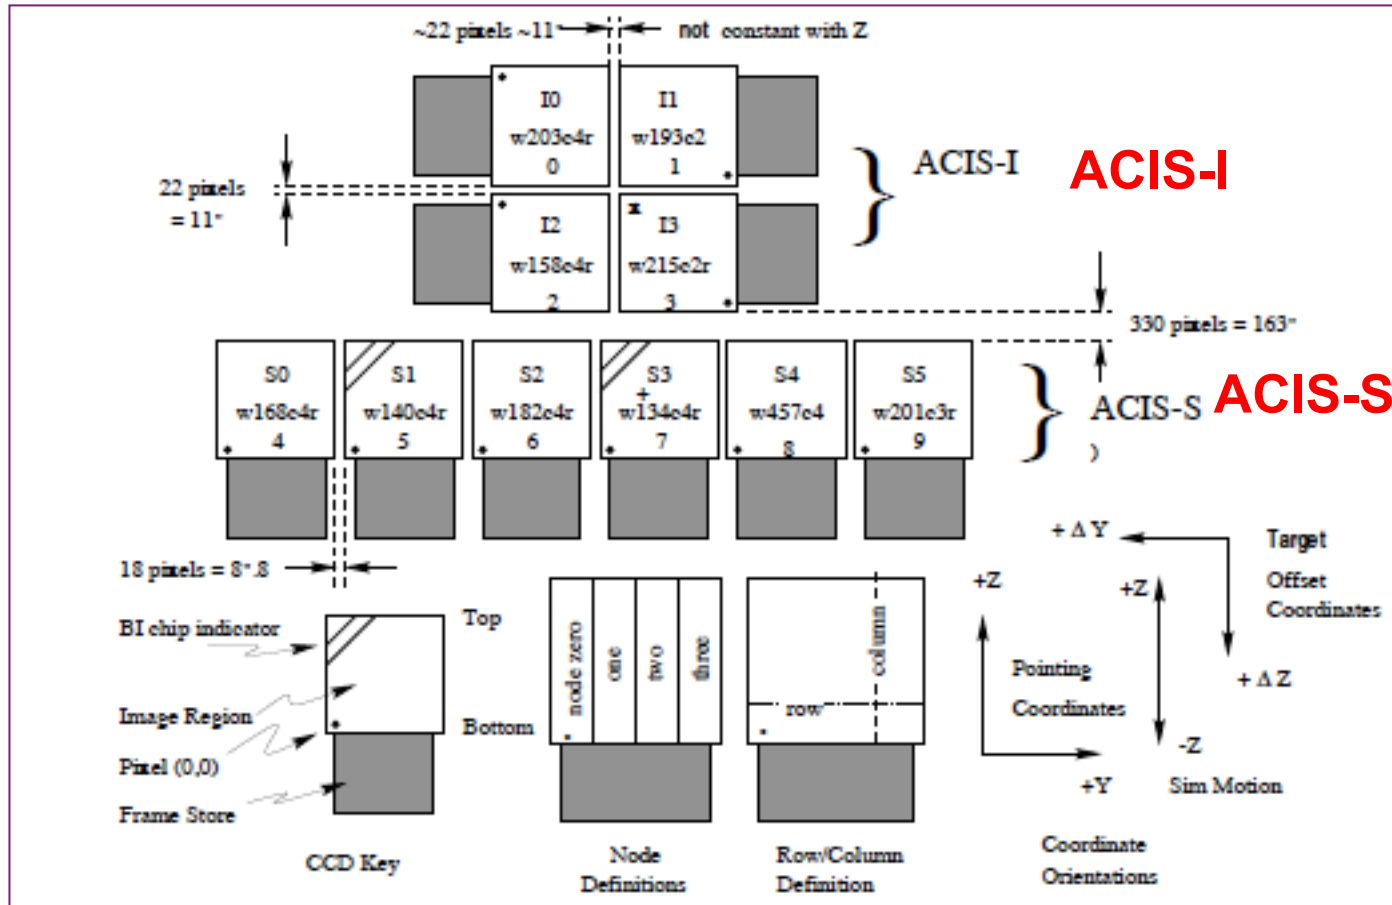 ~22 pixels ~11" not constant with Z
I0
w203c4r
0
I1
w193c2
1
ACIS-I
ACIS-I
22 pixels
= 11"
I2
w158c4r
2
x
I3
w215c2r
3
330 pixels = 163"
S0
w168c4r
4
S1
w140c4r
5
S2
w182c4r
6
S3
+
w134c4r
7
S4
w457c4
8
S5
w201c3r
9
ACIS-S
)
ACIS-S
18 pixels = 8".8
BI chip indicator
Image Region
Pixel (0,0)
Frame Store
Top
Bottom
CCD Key
node zero
one
two
three
Node
Definitions
column
row
Row/Column
Definition
+ Δ Y
Target
Offset
Coordinates
+ Δ Z
+Z
Pointing
Coordinates
+Y
+Z
-Z
Sim Motion
Coordinate
Orientations